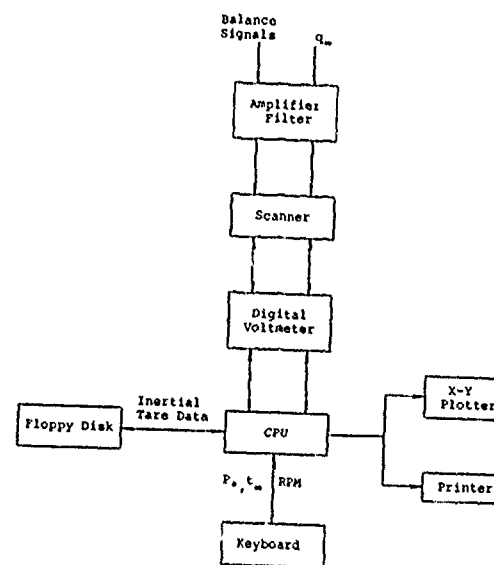 Balance
Signals
q∞
Amplifier
Filter
Scanner
Digital
Voltmeter
Inertial
Tare Data
X-Y
Plotter
Floppy Disk
CPU
P∞, t∞
RPM
Printer
Keyboard